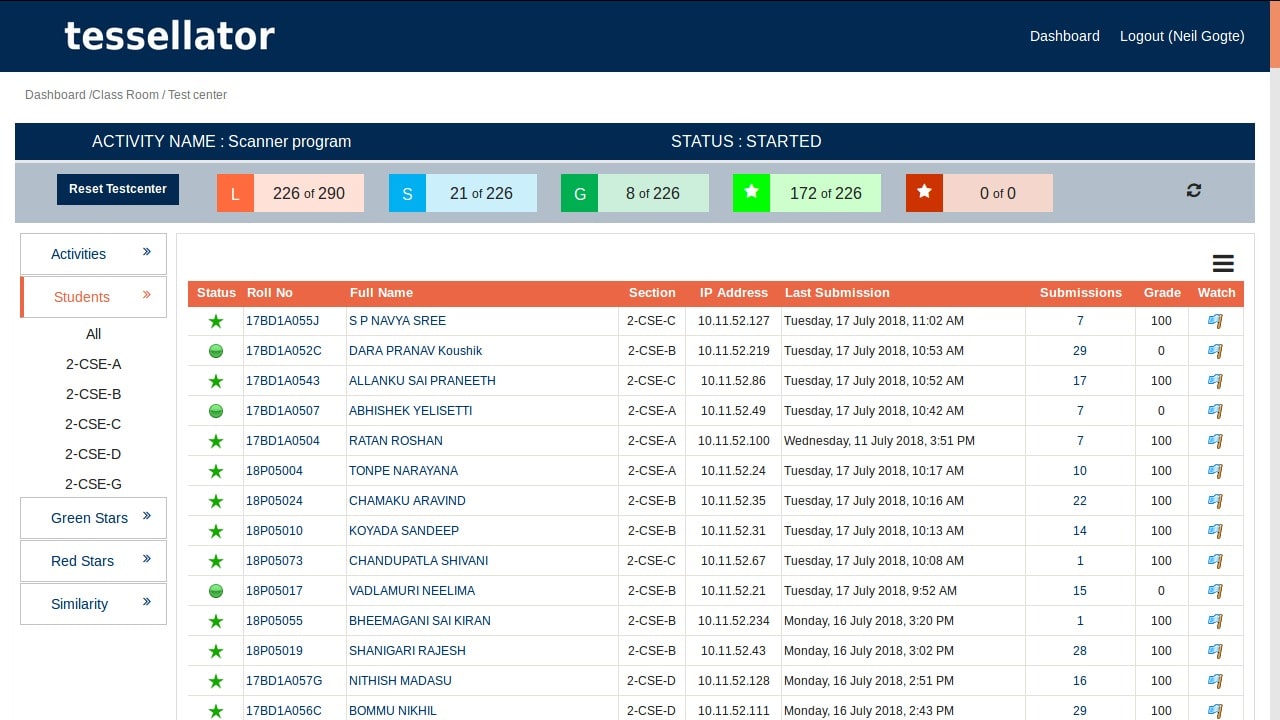 tessellator
Dashboard Logout (Neil Gogte)
Dashboard /Class Room / Test center
ACTIVITY NAME : Scanner program STATUS : STARTED
Reset Testcenter L 226 of 290 S 21 of 226 G 8 of 226 172 of 226 0 of 0
Activities »
Students »
All
2-CSE-A
2-CSE-B
2-CSE-C
2-CSE-D
2-CSE-G
Green Stars »
Red Stars »
Similarity »
Status Roll No Full Name Section IP Address Last Submission Submissions Grade Watch
17BD1A055J S P NAVYA SREE 2-CSE-C 10.11.52.127 Tuesday, 17 July 2018, 11:02 AM 7 100
17BD1A052C DARA PRANAV Koushik 2-CSE-B 10.11.52.219 Tuesday, 17 July 2018, 10:53 AM 29 0
17BD1A0543 ALLANKU SAI PRANEETH 2-CSE-C 10.11.52.86 Tuesday, 17 July 2018, 10:52 AM 17 100
17BD1A0507 ABHISHEK YELISETTI 2-CSE-A 10.11.52.49 Tuesday, 17 July 2018, 10:42 AM 7 0
17BD1A0504 RATAN ROSHAN 2-CSE-A 10.11.52.100 Wednesday, 11 July 2018, 3:51 PM 7 100
18P05004 TONPE NARAYANA 2-CSE-A 10.11.52.24 Tuesday, 17 July 2018, 10:17 AM 10 100
18P05024 CHAMAKU ARAVIND 2-CSE-B 10.11.52.35 Tuesday, 17 July 2018, 10:16 AM 22 100
18P05010 KOYADA SANDEEP 2-CSE-B 10.11.52.31 Tuesday, 17 July 2018, 10:13 AM 14 100
18P05073 CHANDUPATLA SHIVANI 2-CSE-C 10.11.52.67 Tuesday, 17 July 2018, 10:08 AM 1 100
18P05017 VADLAMURI NEELIMA 2-CSE-B 10.11.52.21 Tuesday, 17 July 2018, 9:52 AM 15 0
18P05055 BHEEMAGANI SAI KIRAN 2-CSE-B 10.11.52.234 Monday, 16 July 2018, 3:20 PM 1 100
18P05019 SHANIGARI RAJESH 2-CSE-B 10.11.52.43 Monday, 16 July 2018, 3:02 PM 28 100
17BD1A057G NITHISH MADASU 2-CSE-D 10.11.52.128 Monday, 16 July 2018, 2:51 PM 16 100
17BD1A056C BOMMU NIKHIL 2-CSE-D 10.11.52.111 Monday, 16 July 2018, 2:43 PM 29 100